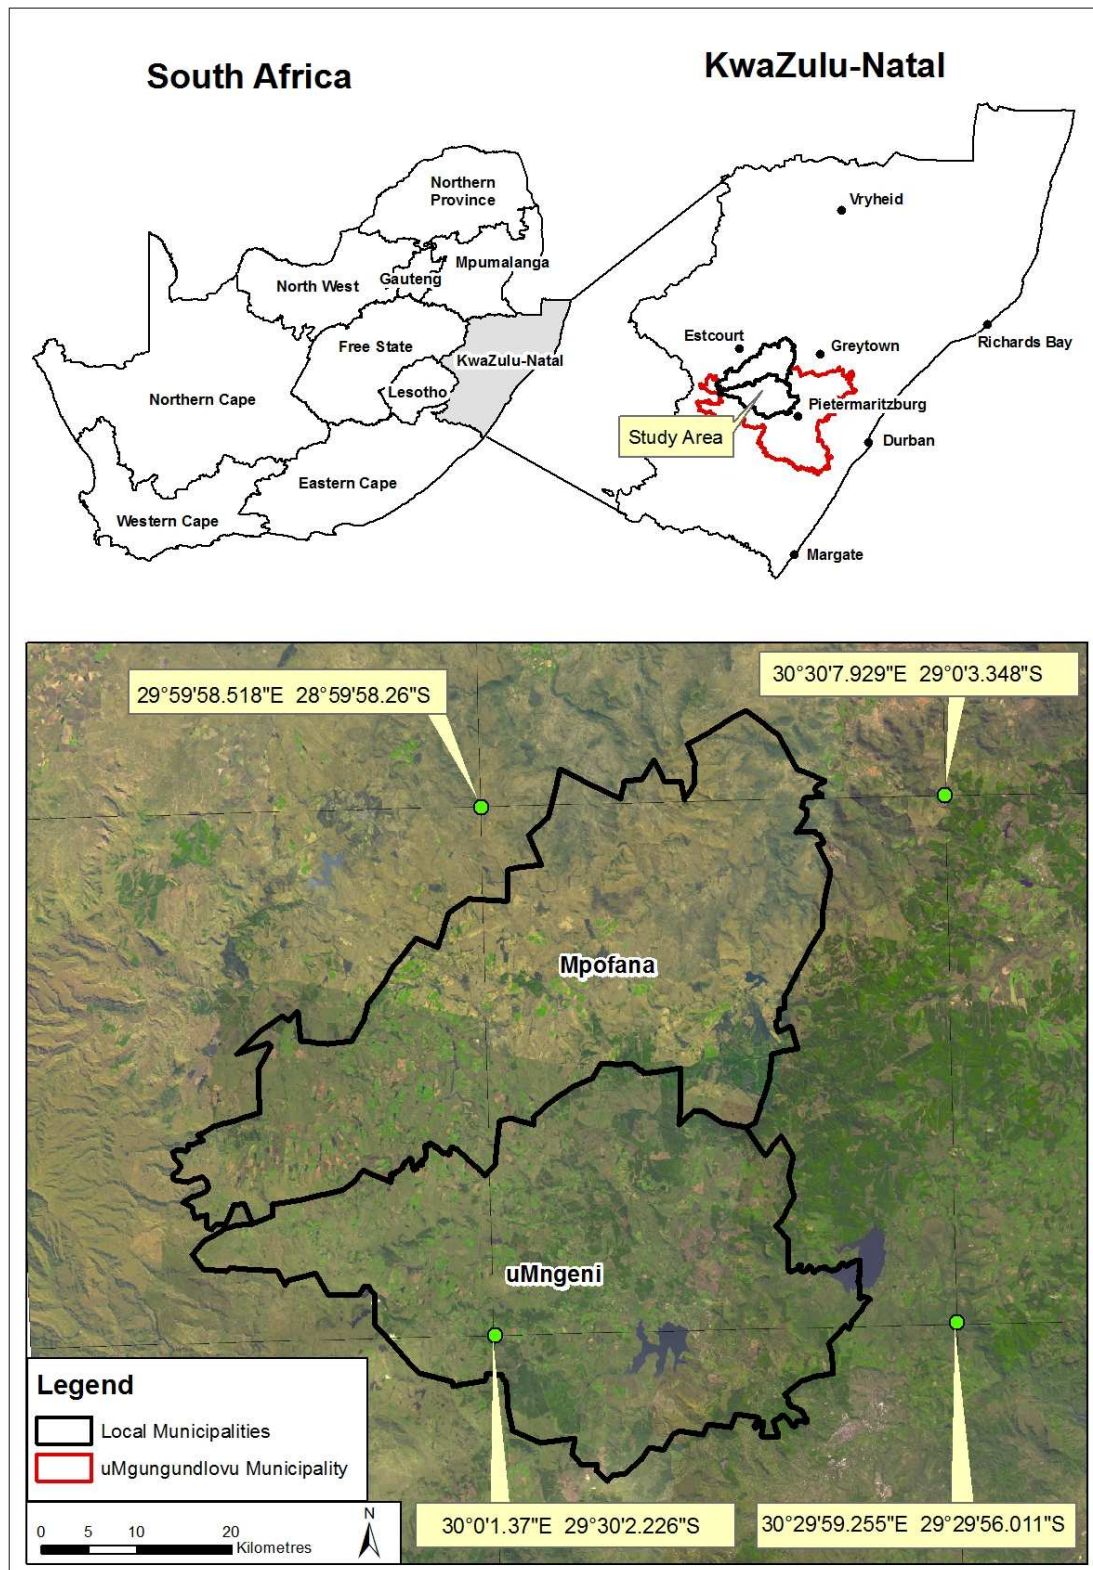 South Africa
KwaZulu-Natal
Northern
Province
Mpumalanga
Gauteng
North West
Free State
KwaZulu-Natal
Lesotho
Northern Cape
Eastern Cape
Western Cape
Vryheid
Richards Bay
Estcourt
Greytown
Pietermaritzburg
Study Area
Durban
Margate
29°59'58.518"E 28°59'58.26"S
30°30'7.929"E 29°0'3.348"S
Mpofana
uMngeni
Legend
Local Municipalities
uMgungundlovu Municipality
0 5 10 20
Kilometres
N
30°0'1.37"E 29°30'2.226"S
30°29'59.255"E 29°29'56.011"S